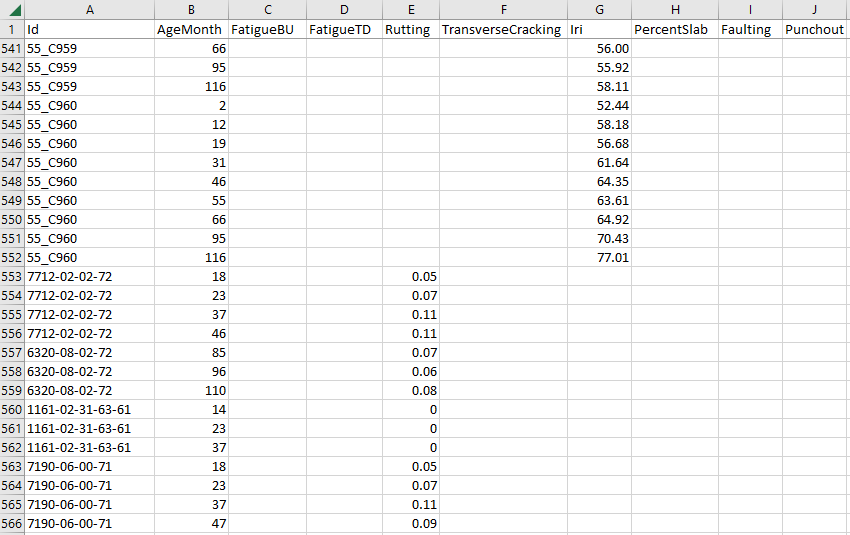 A B C D E F G H I J
1 Id AgeMonth FatigueBU FatigueTD Rutting TransverseCracking Iri PercentSlab Faulting Punchout
541 55_C959 66 56.00
542 55_C959 95 55.92
543 55_C959 116 58.11
544 55_C960 2 52.44
545 55_C960 12 58.18
546 55_C960 19 56.68
547 55_C960 31 61.64
548 55_C960 46 64.35
549 55_C960 55 63.61
550 55_C960 66 64.92
551 55_C960 95 70.43
552 55_C960 116 77.01
553 7712-02-02-72 18 0.05
554 7712-02-02-72 23 0.07
555 7712-02-02-72 37 0.11
556 7712-02-02-72 46 0.11
557 6320-08-02-72 85 0.07
558 6320-08-02-72 96 0.06
559 6320-08-02-72 110 0.08
560 1161-02-31-63-61 14 0
561 1161-02-31-63-61 23 0
562 1161-02-31-63-61 37 0
563 7190-06-00-71 18 0.05
564 7190-06-00-71 23 0.07
565 7190-06-00-71 37 0.11
566 7190-06-00-71 47 0.09